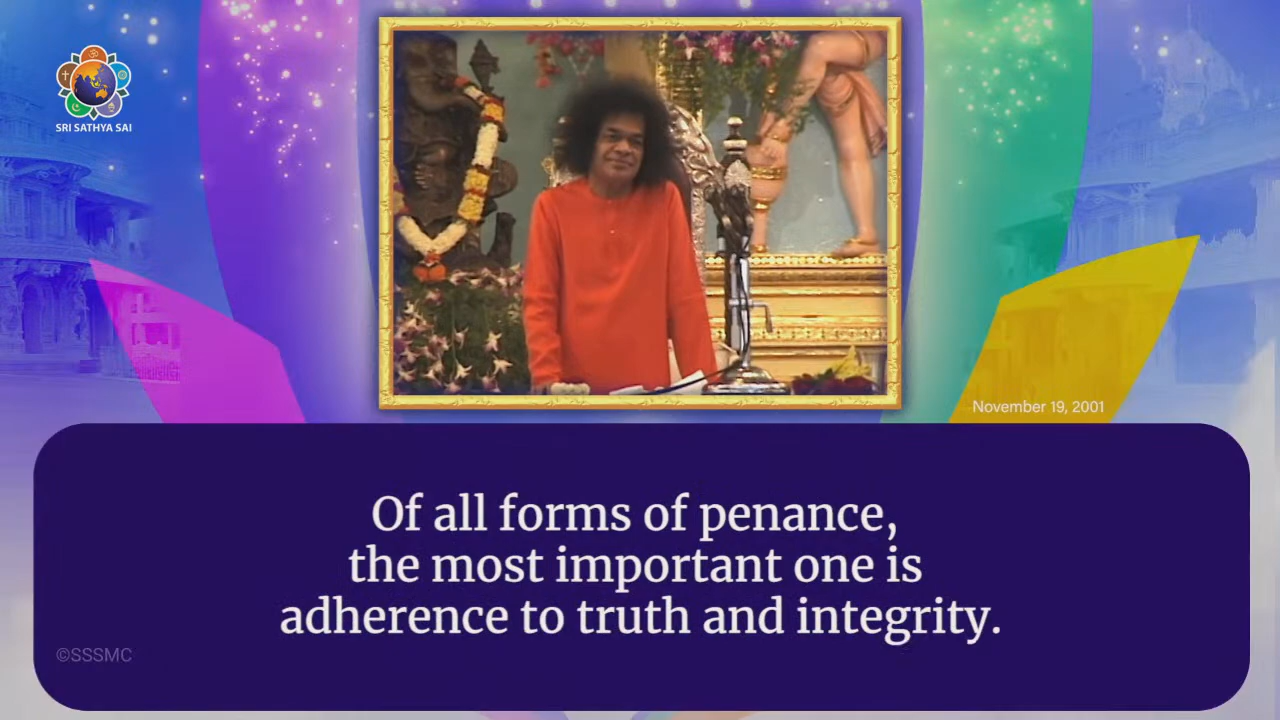 SRI SATHYA SAI
November 19, 2001
Of all forms of penance,
the most important one is
adherence to truth and integrity.
©SSSMC